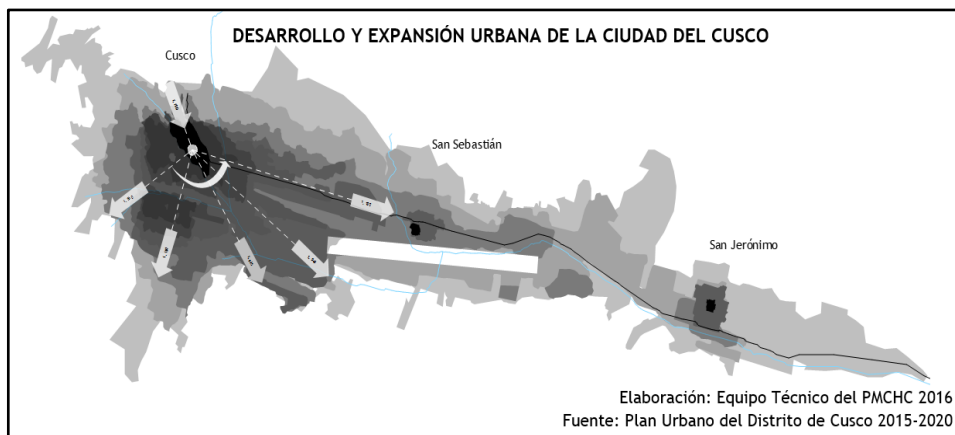 DESARROLLO Y EXPANSIÓN URBANA DE LA CIUDAD DEL CUSCO
Cusco
San Sebastián
San Jerónimo
Elaboración: Equipo Técnico del PMCHC 2016
Fuente: Plan Urbano del Distrito de Cusco 2015-2020